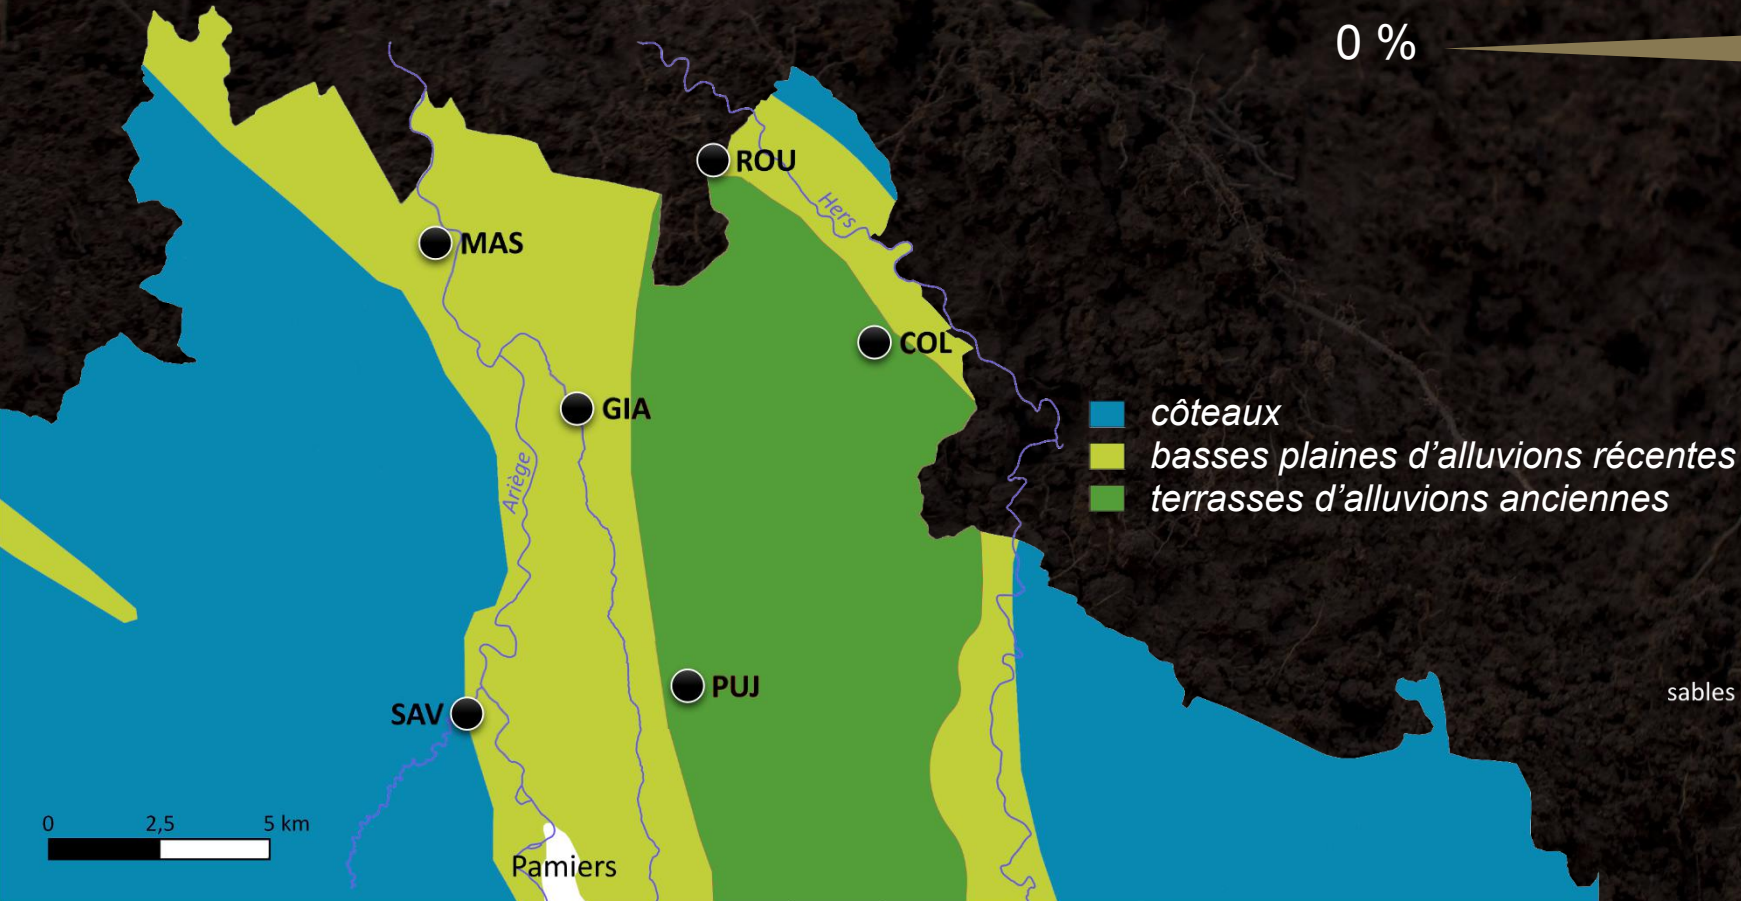 0 %
ROU
Hers
MAS
COL
GIA
côteaux
basses plaines d’alluvions récentes
terrasses d’alluvions anciennes
Ariège
PUJ
sables
SAV
0 2,5 5 km
Pamiers